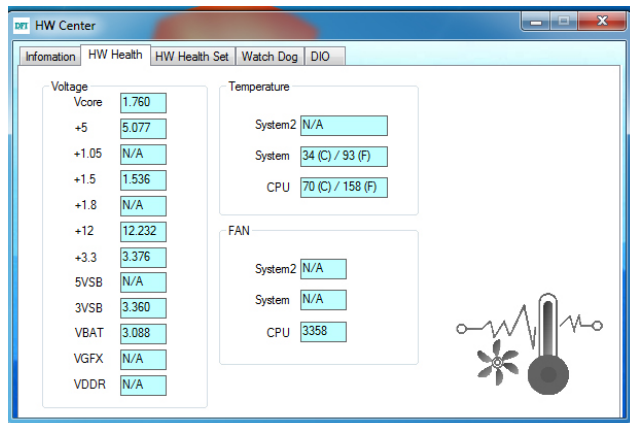 DFI HW Center
Infomation HW Health HW Health Set Watch Dog DIO
Voltage
Vcore 1.760
+5 5.077
+1.05 N/A
+1.5 1.536
+1.8 N/A
+12 12.232
+3.3 3.376
5VSB N/A
3VSB 3.360
VBAT 3.088
VGFX N/A
VDDR N/A
Temperature
System2 N/A
System 34 (C) / 93 (F)
CPU 70 (C) / 158 (F)
FAN
System2 N/A
System N/A
CPU 3358